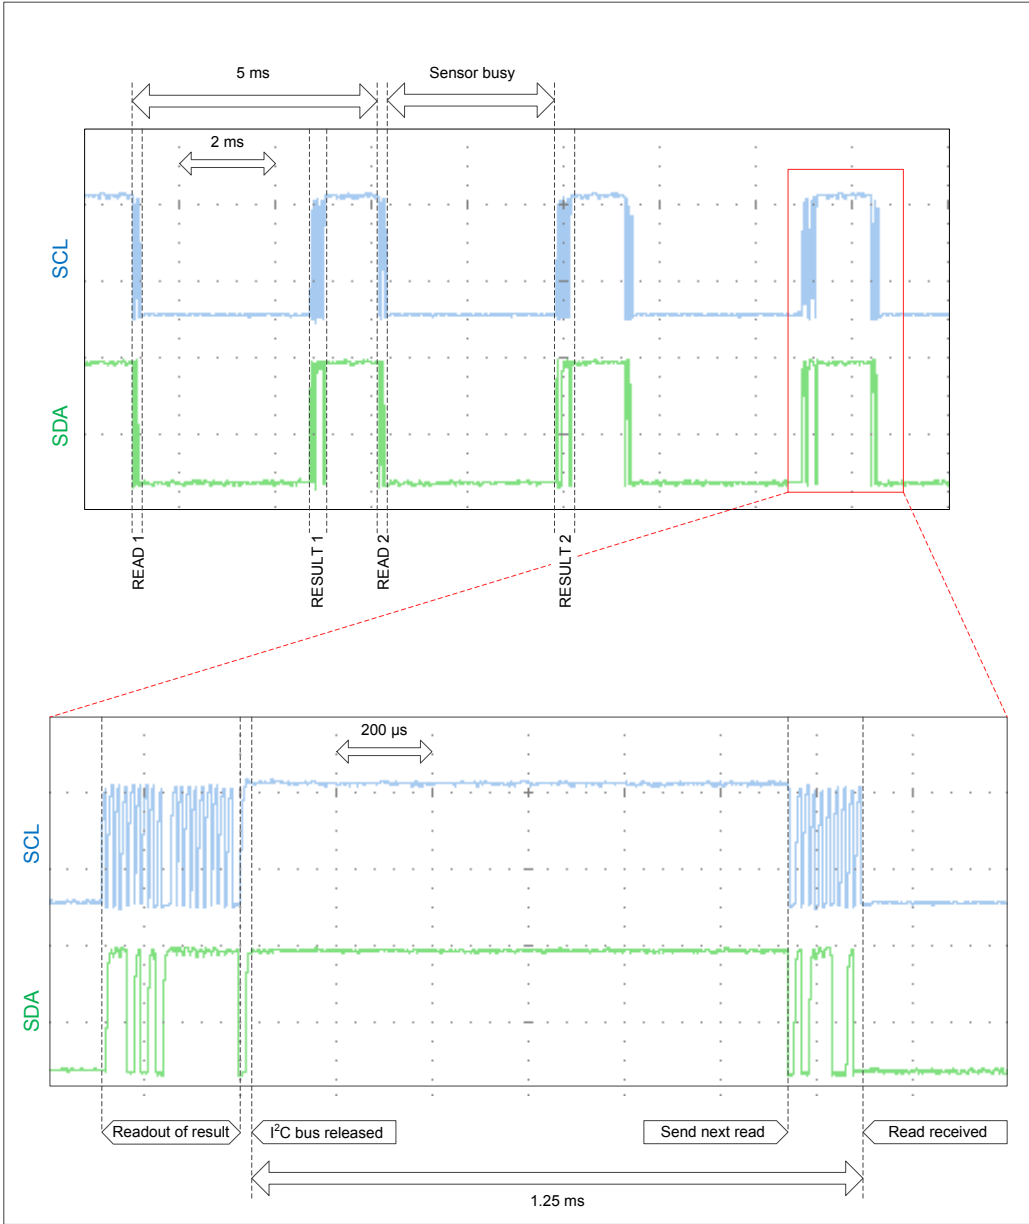 5 ms
Sensor busy
2 ms
SCL
SDA
READ 1
RESULT 1
READ 2
RESULT 2
200 µs
SCL
SDA
Readout of result
I²C bus released
Send next read
Read received
1.25 ms